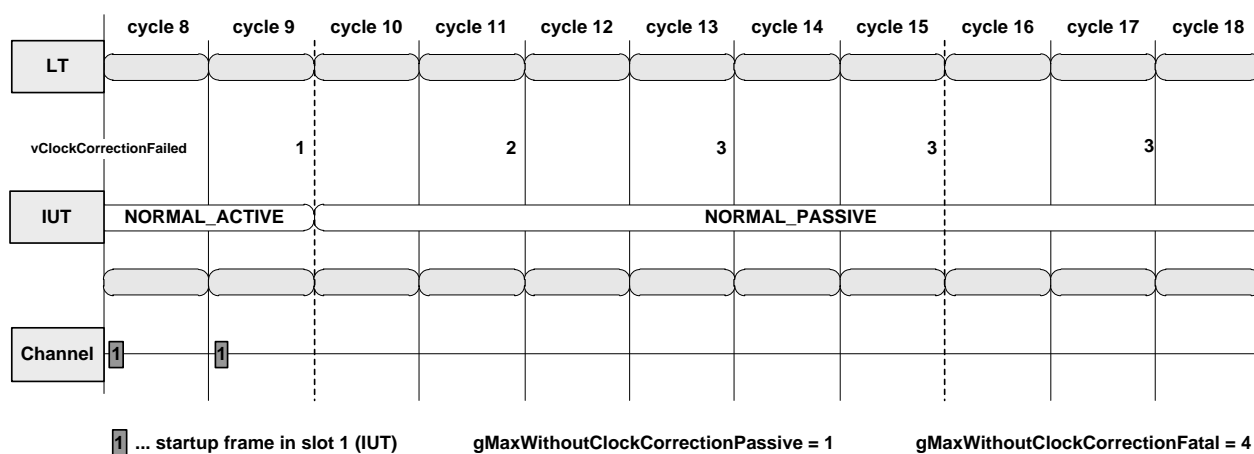 cycle 8 cycle 9 cycle 10 cycle 11 cycle 12 cycle 13 cycle 14 cycle 15 cycle 16 cycle 17 cycle 18
LT
vClockCorrectionFailed 1 2 3 3 3
IUT NORMAL_ACTIVE NORMAL_PASSIVE
Channel 1 1
1 ... startup frame in slot 1 (IUT) gMaxWithoutClockCorrectionPassive = 1 gMaxWithoutClockCorrectionFatal = 4